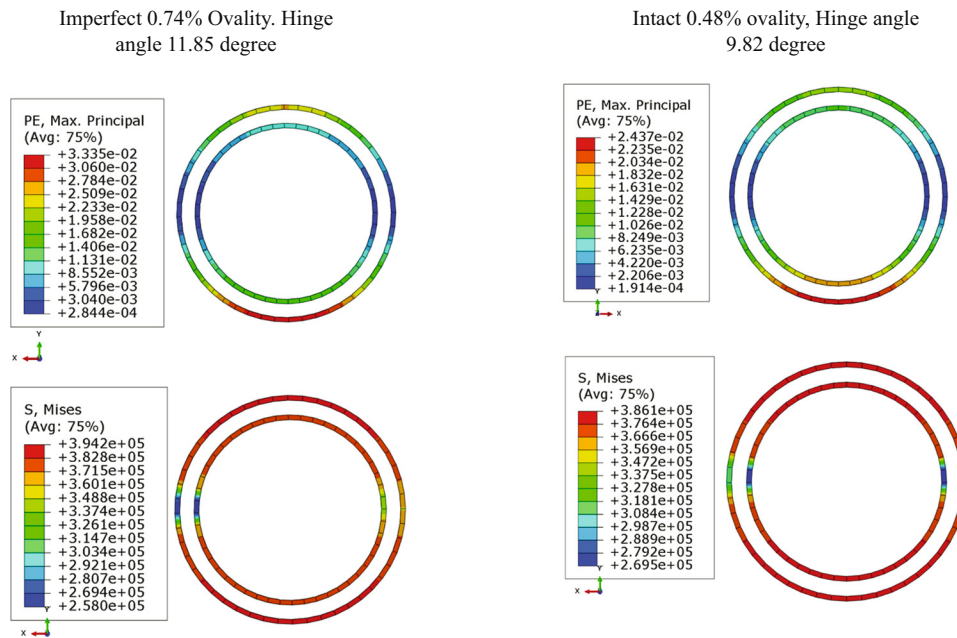 Imperfect 0.74% Ovality. Hinge
angle 11.85 degree
Intact 0.48% ovality, Hinge angle
9.82 degree
PE, Max. Principal
(Avg: 75%)
+3.335e-02
+3.060e-02
+2.784e-02
+2.509e-02
+2.233e-02
+1.958e-02
+1.682e-02
+1.406e-02
+1.131e-02
+8.552e-03
+5.796e-03
+3.040e-03
+2.844e-04
Y
X
PE, Max. Principal
(Avg: 75%)
+2.437e-02
+2.235e-02
+2.034e-02
+1.832e-02
+1.631e-02
+1.429e-02
+1.228e-02
+1.026e-02
+8.249e-03
+6.235e-03
+4.220e-03
+2.206e-03
+1.914e-04
Y
X
S, Mises
(Avg: 75%)
+3.942e+05
+3.828e+05
+3.715e+05
+3.601e+05
+3.488e+05
+3.374e+05
+3.261e+05
+3.147e+05
+3.034e+05
+2.921e+05
+2.807e+05
+2.694e+05
+2.580e+05
Y
X
S, Mises
(Avg: 75%)
+3.861e+05
+3.764e+05
+3.666e+05
+3.569e+05
+3.472e+05
+3.375e+05
+3.278e+05
+3.181e+05
+3.084e+05
+2.987e+05
+2.889e+05
+2.792e+05
+2.695e+05
Y
X